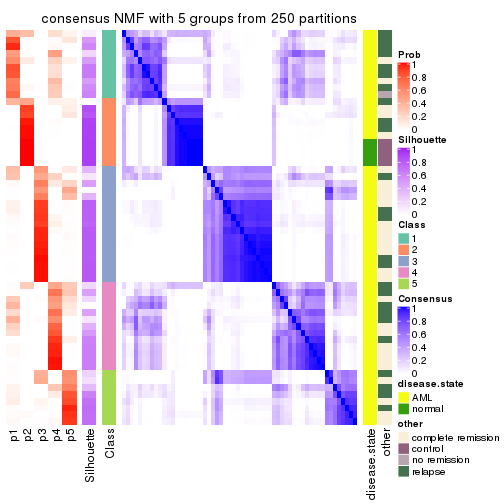 consensus NMF with 5 groups from 250 partitions
Prob
1
0.8
0.6
0.4
0.2
0
Silhouette
1
0.8
0.6
0.4
0.2
0
Class
1
2
3
4
5
Consensus
1
0.8
0.6
0.4
0.2
0
disease.state
AML
normal
other
complete remission
control
no remission
relapse
p1
p2
p3
p4
p5
Silhouette
Class
disease.state
other